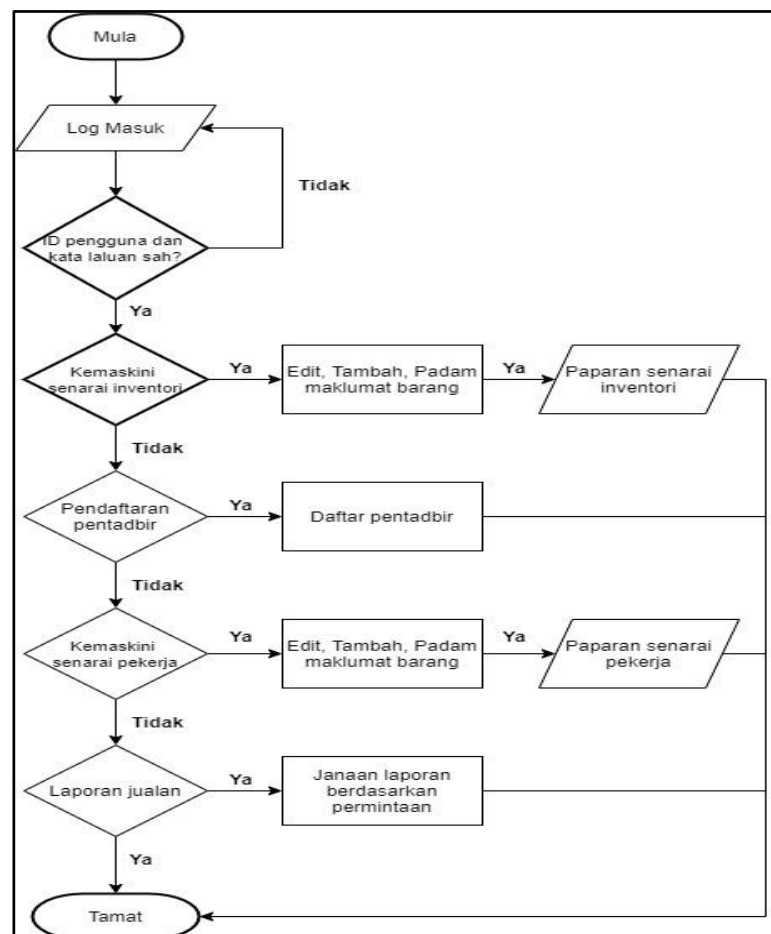 Mula
Log Masuk
Tidak
ID pengguna dan
kata laluan sah?
Ya
Kemaskini
senarai inventori
Ya
Edit, Tambah, Padam
maklumat barang
Ya
Paparan senarai
inventori
Tidak
Pendaftaran
pentadbir
Ya
Daftar pentadbir
Tidak
Kemaskini
senarai pekerja
Ya
Edit, Tambah, Padam
maklumat barang
Ya
Paparan senarai
pekerja
Tidak
Laporan jualan
Ya
Janaan laporan
berdasarkan
permintaan
Ya
Tamat